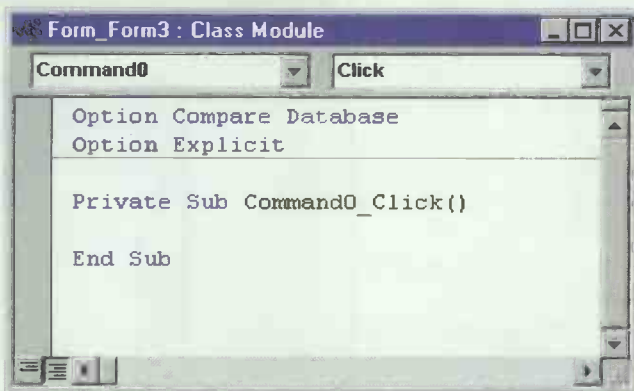 Form_Form3 : Class Module
Command0 Click
Option Compare Database
Option Explicit
Private Sub Command0_Click()
End Sub